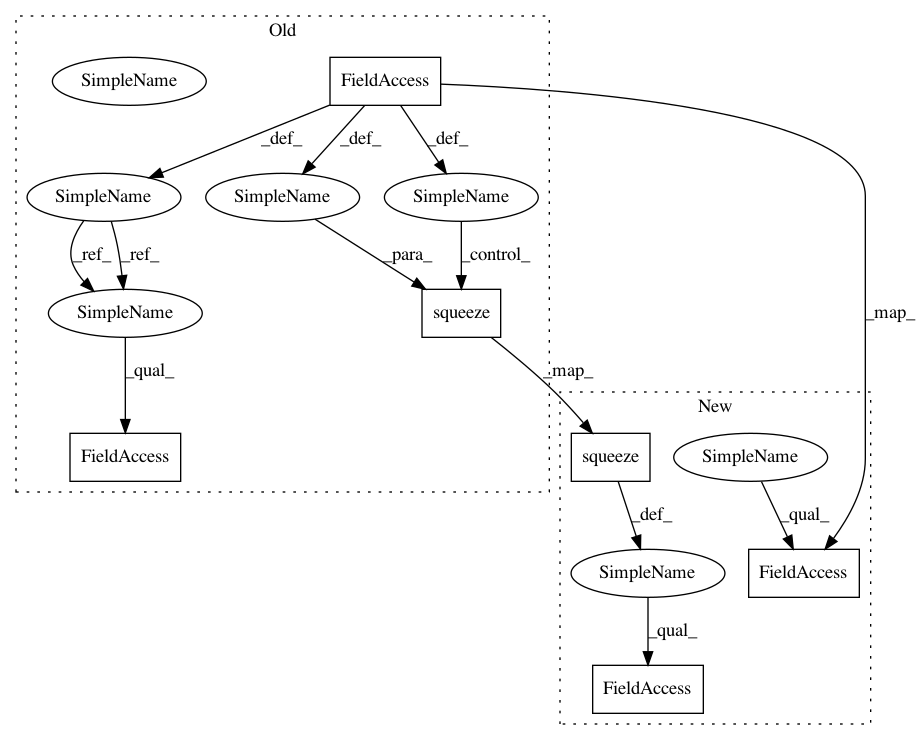 Old
SimpleName
FieldAccess
_def_
_def_
_def_
SimpleName
SimpleName
SimpleName
_ref_
_ref_
_para_
_control_
SimpleName
squeeze
_map_
_qual_
_map_
New
FieldAccess
squeeze
SimpleName
_def_
_qual_
SimpleName
FieldAccess
_qual_
FieldAccess